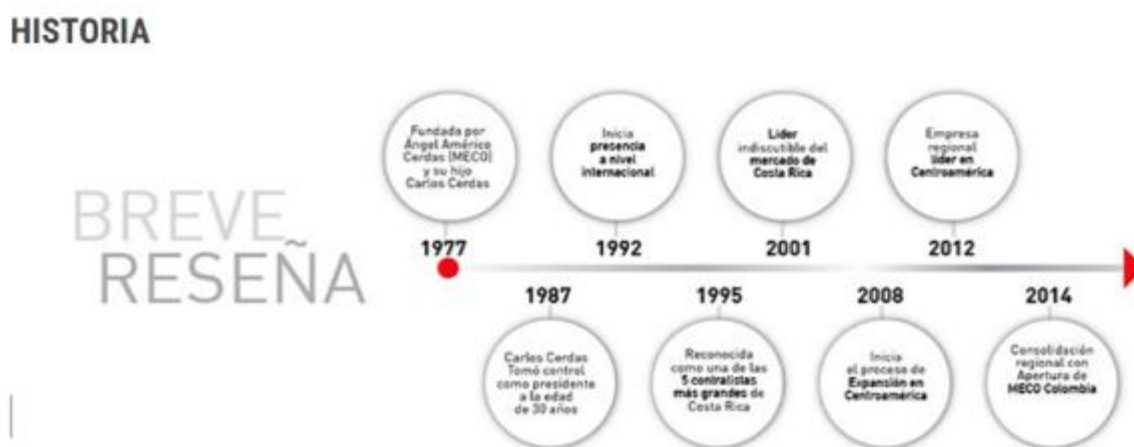 HISTORIA
BREVE
RESEÑA
Fundada por
Ángel Américo
Cerdas (MECO)
y su hijo
Carlos Cerdas
1977
Carlos Cerdas
Tomó control
como presidente
a la edad
de 30 años
1987
Inicia
presencia
a nivel
internacional
1992
Reconocida
como una de las
5 contralistas
más grandes de
Costa Rica
1995
Líder
indiscutible del
mercado de
Costa Rica
2001
Inicia
el proceso de
Expansión en
Centroamérica
2008
Empresa
regional
líder en
Centroamérica
2012
Consolidación
regional con
Apertura de
MECO Colombia
2014